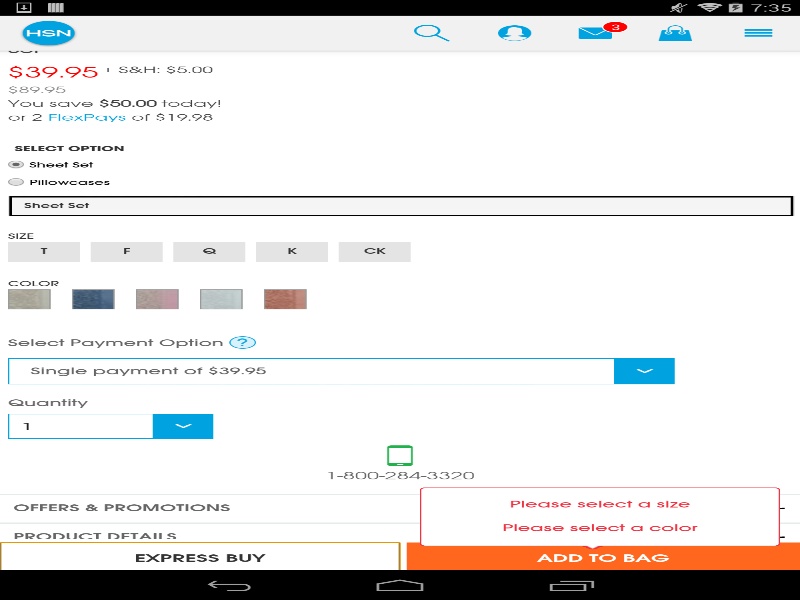 7:35
HSN
3
$39.95 | S&H: $5.00
$89.95
You save $50.00 today!
or 2 FlexPays of $19.98
SELECT OPTION
Sheet Set
Pillowcases
Sheet Set
SIZE
T F Q K CK
COLOR
Select Payment Option ?
Single payment of $39.95
Quantity
1
1-800-284-3320
OFFERS & PROMOTIONS
Please select a size
Please select a color
PRODUCT DETAILS
EXPRESS BUY
ADD TO BAG